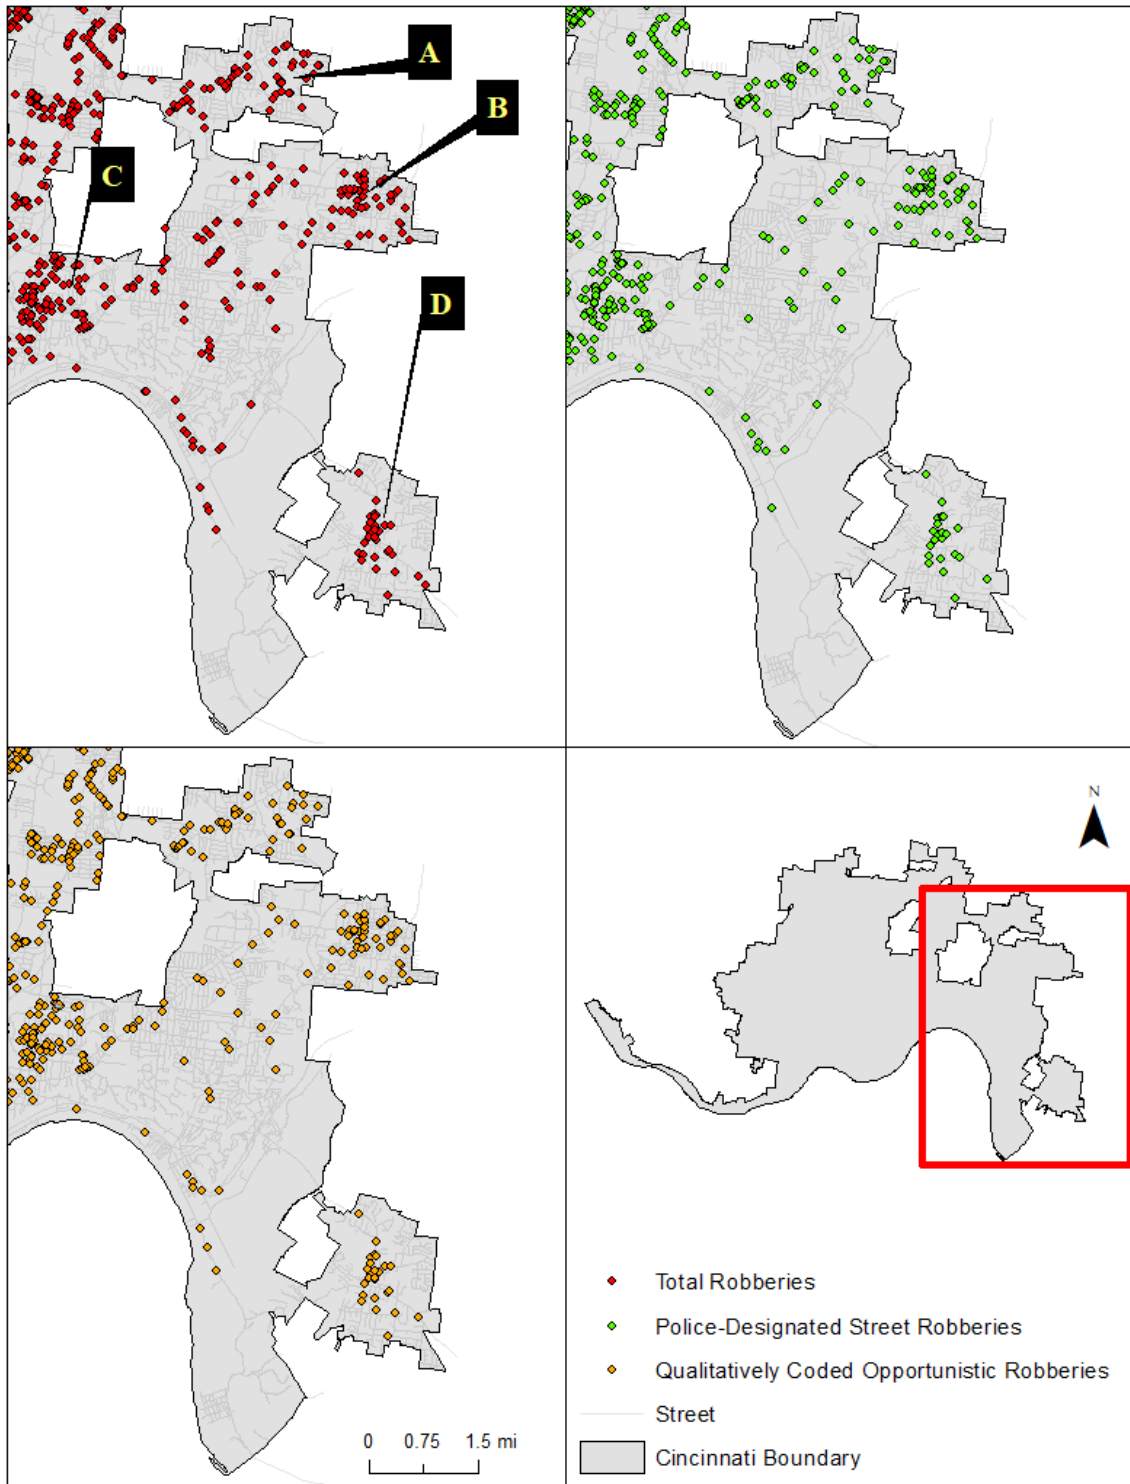 A
B
C
D
N
Total Robberies
Police-Designated Street Robberies
Qualitatively Coded Opportunistic Robberies
Street
Cincinnati Boundary
0 0.75 1.5 mi